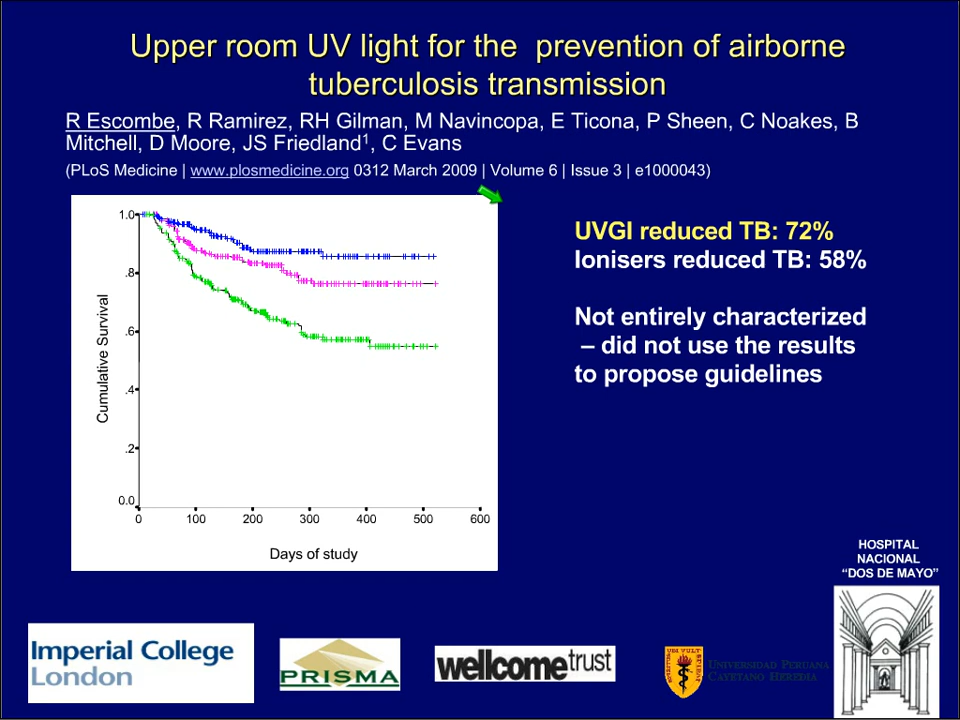 Upper room UV light for the prevention of airborne
tuberculosis transmission
R Escombe, R Ramirez, RH Gilman, M Navincopa, E Ticona, P Sheen, C Noakes, B
Mitchell, D Moore, JS Friedland¹, C Evans
(PLoS Medicine | www.plosmedicine.org 0312 March 2009 | Volume 6 | Issue 3 | e1000043)
1.0
.8
.6
.4
.2
0.0
Cumulative Survival
0 100 200 300 400 500 600
Days of study
UVGI reduced TB: 72%
Ionisers reduced TB: 58%
Not entirely characterized
– did not use the results
to propose guidelines
HOSPITAL
NACIONAL
“DOS DE MAYO”
Imperial College
London
PRISMA
wellcome trust
UNIVERSIDAD PERUANA
CAYETANO HEREDIA